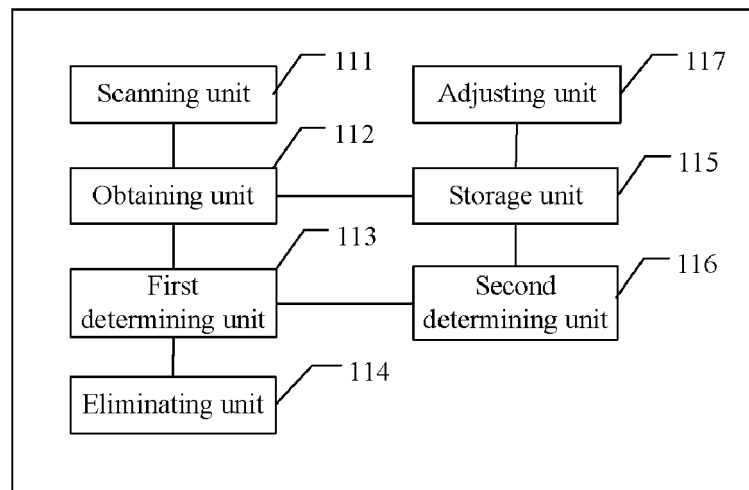 111
Scanning unit
117
Adjusting unit
112
Obtaining unit
115
Storage unit
113
First
determining unit
116
Second
determining unit
114
Eliminating unit